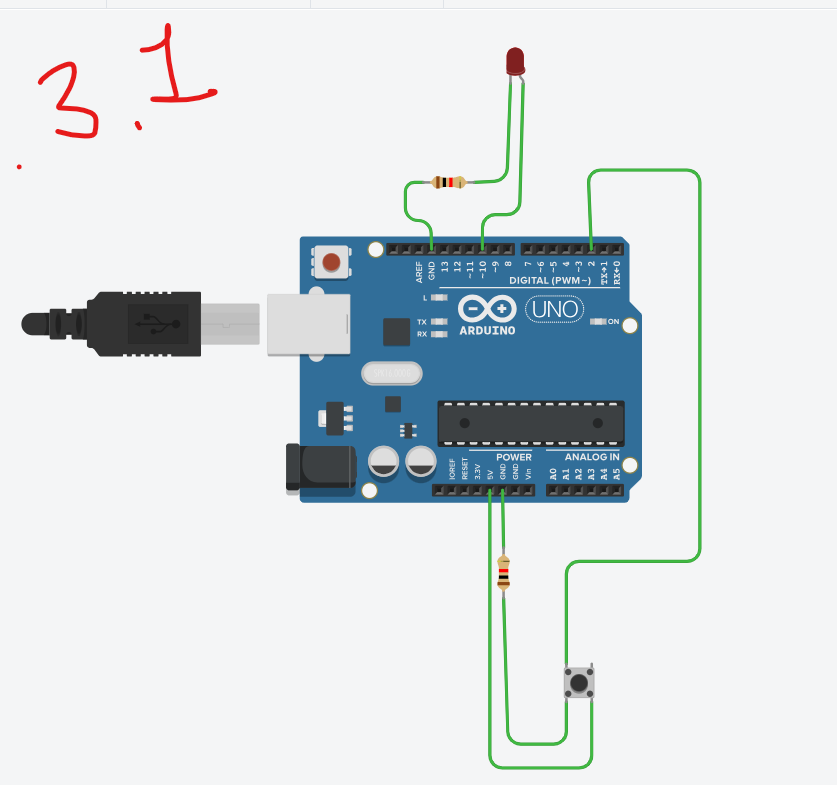 3.1
AREF GND 13 12 ~11 ~10 ~9 8 7 ~6 ~5 4 ~3 2 TX→1 RX←0
DIGITAL (PWM~)
L
TX
RX
ARDUINO
UNO
ON
POWER ANALOG IN
IOREF RESET 3.3V 5V GND GND Vin A0 A1 A2 A3 A4 A5